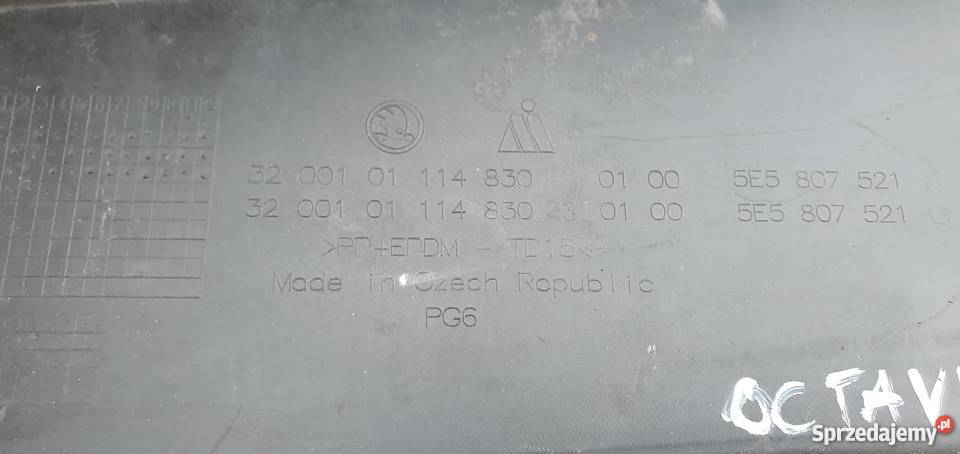 32 001 01 114 830 01 00 5E5 807 521
32 001 01 114 830 23 01 00 5E5 807 521 G
>PP+EPDM - TD15<
Made in Czech Republic
PG6
OCTAV
Sprzedajemy.pl